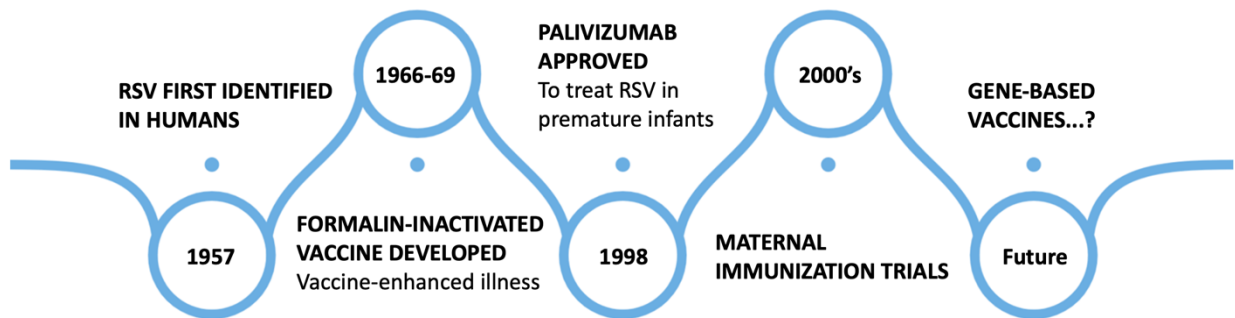 RSV FIRST IDENTIFIED
IN HUMANS
1957
1966-69
FORMALIN-INACTIVATED
VACCINE DEVELOPED
Vaccine-enhanced illness
PALIVIZUMAB
APPROVED
To treat RSV in
premature infants
1998
2000's
MATERNAL
IMMUNIZATION TRIALS
GENE-BASED
VACCINES...?
Future